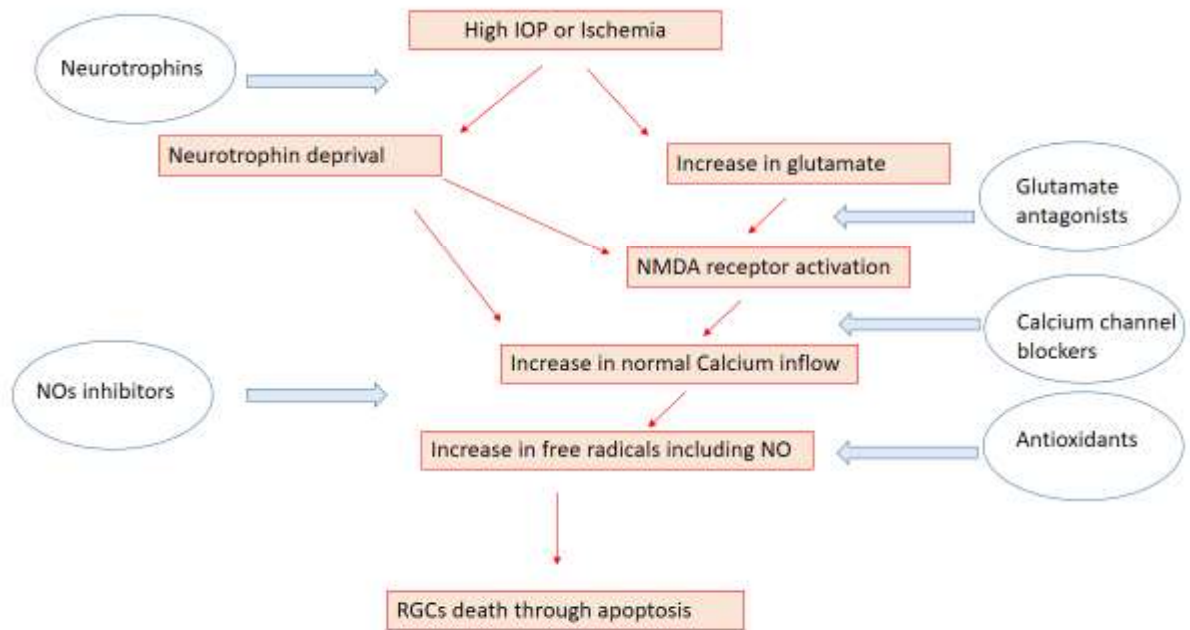 High IOP or Ischemia
Neurotrophins
Neurotrophin deprival
Increase in glutamate
Glutamate
antagonists
NMDA receptor activation
Calcium channel
blockers
Increase in normal Calcium inflow
NOs inhibitors
Increase in free radicals including NO
Antioxidants
RGCs death through apoptosis